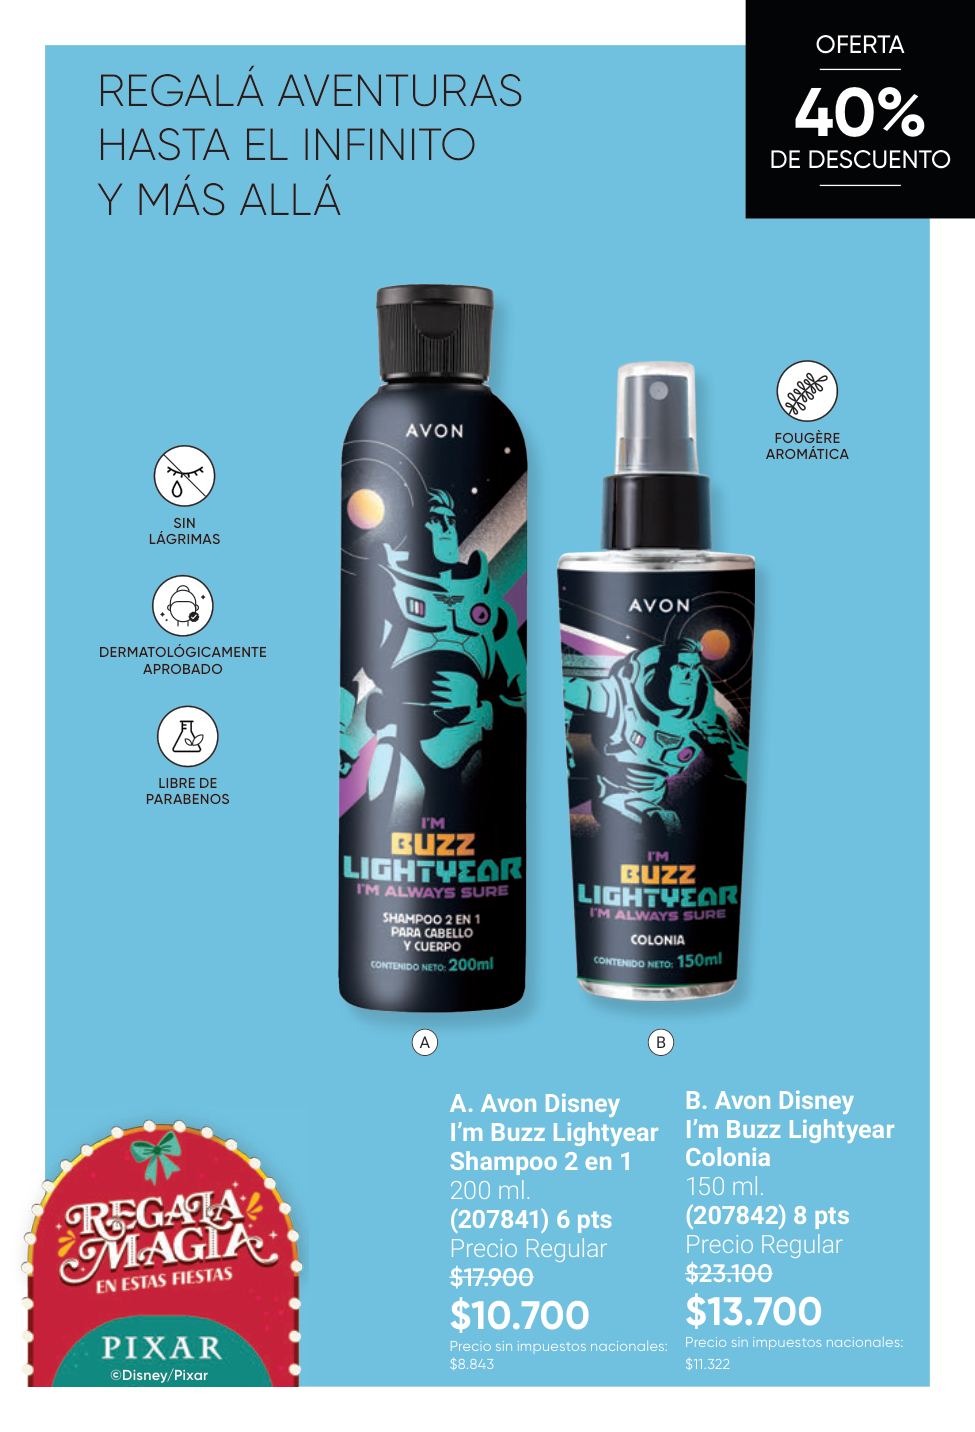 REGALÁ AVENTURAS
HASTA EL INFINITO
Y MÁS ALLÁ
OFERTA
40%
DE DESCUENTO
FOUGÈRE
AROMÁTICA
SIN
LÁGRIMAS
DERMATOLÓGICAMENTE
APROBADO
LIBRE DE
PARABENOS
AVON
I'M
BUZZ
LIGHTYEAR
I'M ALWAYS SURE
SHAMPOO 2 EN 1
PARA CABELLO
Y CUERPO
CONTENIDO NETO: 200ml
AVON
I'M
BUZZ
LIGHTYEAR
I'M ALWAYS SURE
COLONIA
CONTENIDO NETO: 150ml
A
B
A. Avon Disney
I'm Buzz Lightyear
Shampoo 2 en 1
200 ml.
(207841) 6 pts
Precio Regular
$17.900
$10.700
Precio sin impuestos nacionales:
$8.843
B. Avon Disney
I'm Buzz Lightyear
Colonia
150 ml.
(207842) 8 pts
Precio Regular
$23.100
$13.700
Precio sin impuestos nacionales:
$11.322
REGALÁ
MAGIA
EN ESTAS FIESTAS
PIXAR
©Disney/Pixar